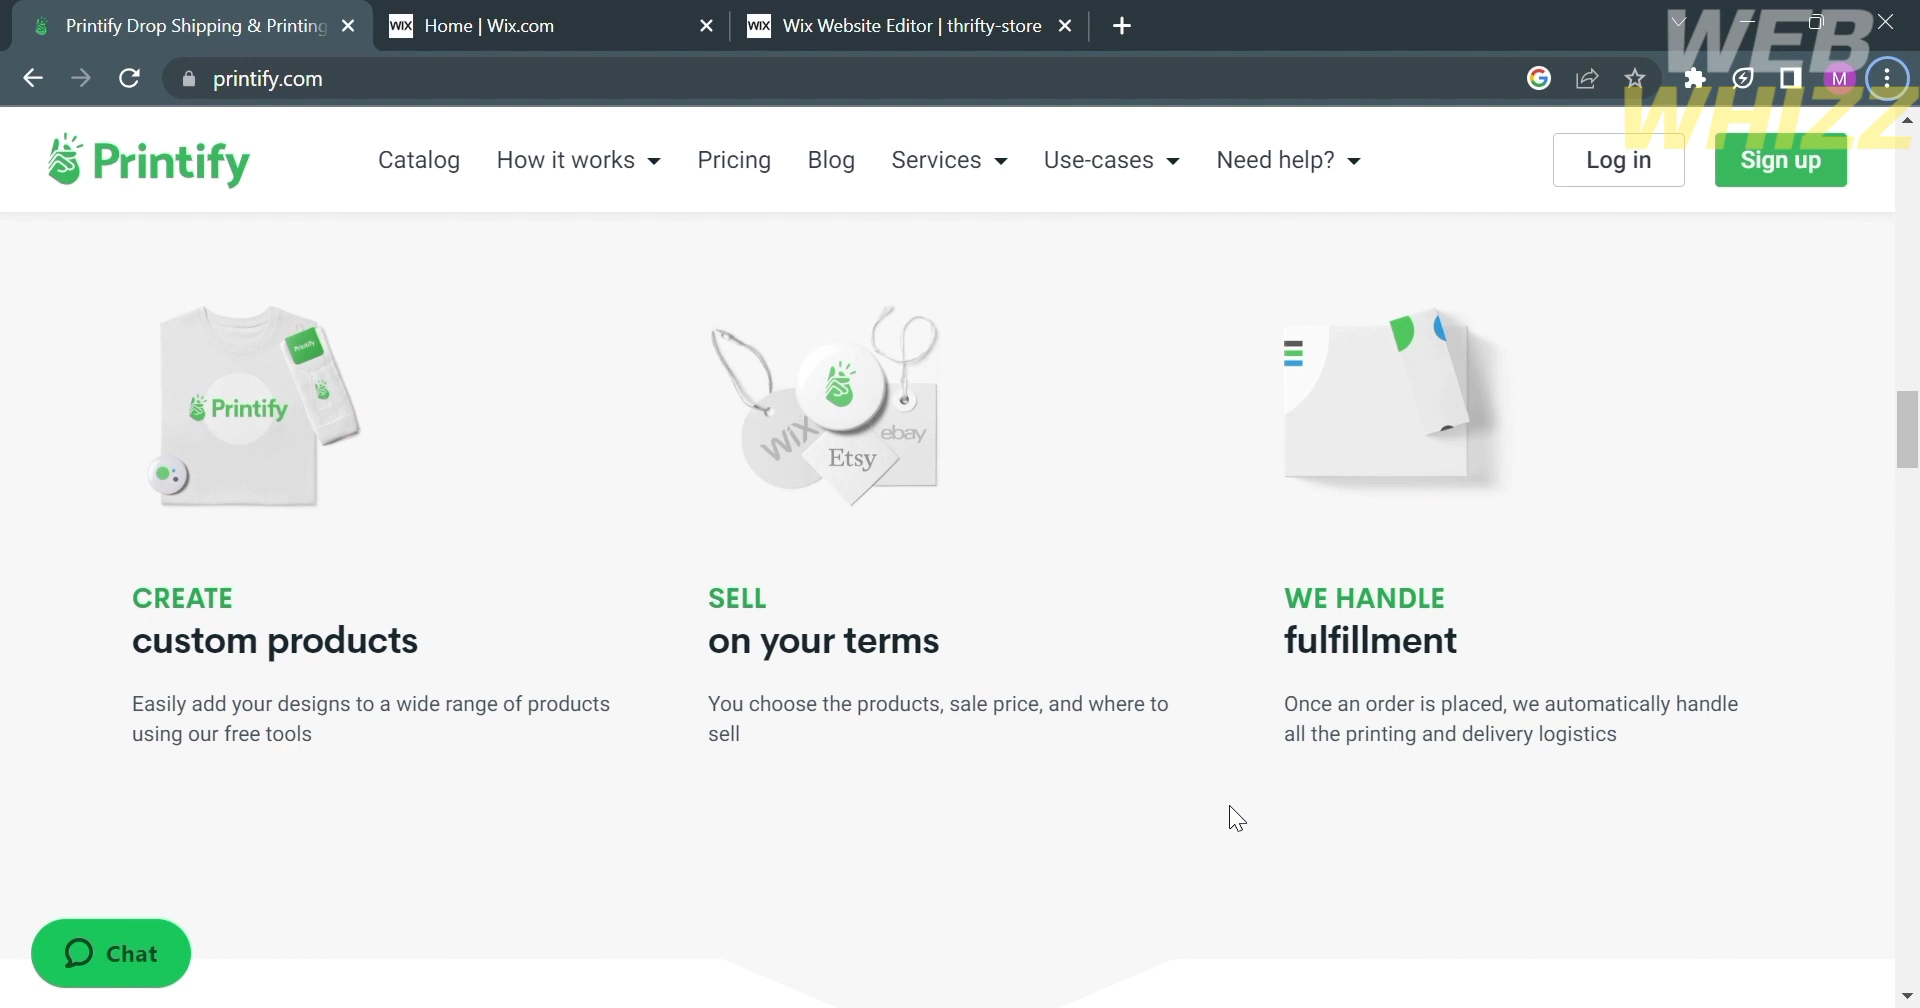 Printify Drop Shipping & Printing
WIX Home | Wix.com
WIX Wix Website Editor | thrifty-store
printify.com
M
WEB
WHIZZ
Printify
Catalog
How it works
Pricing
Blog
Services
Use-cases
Need help?
Log in
Sign up
Printify
Printify
WIX
ebay
Etsy
CREATE
custom products
Easily add your designs to a wide range of products
using our free tools
SELL
on your terms
You choose the products, sale price, and where to
sell
WE HANDLE
fulfillment
Once an order is placed, we automatically handle
all the printing and delivery logistics
Chat